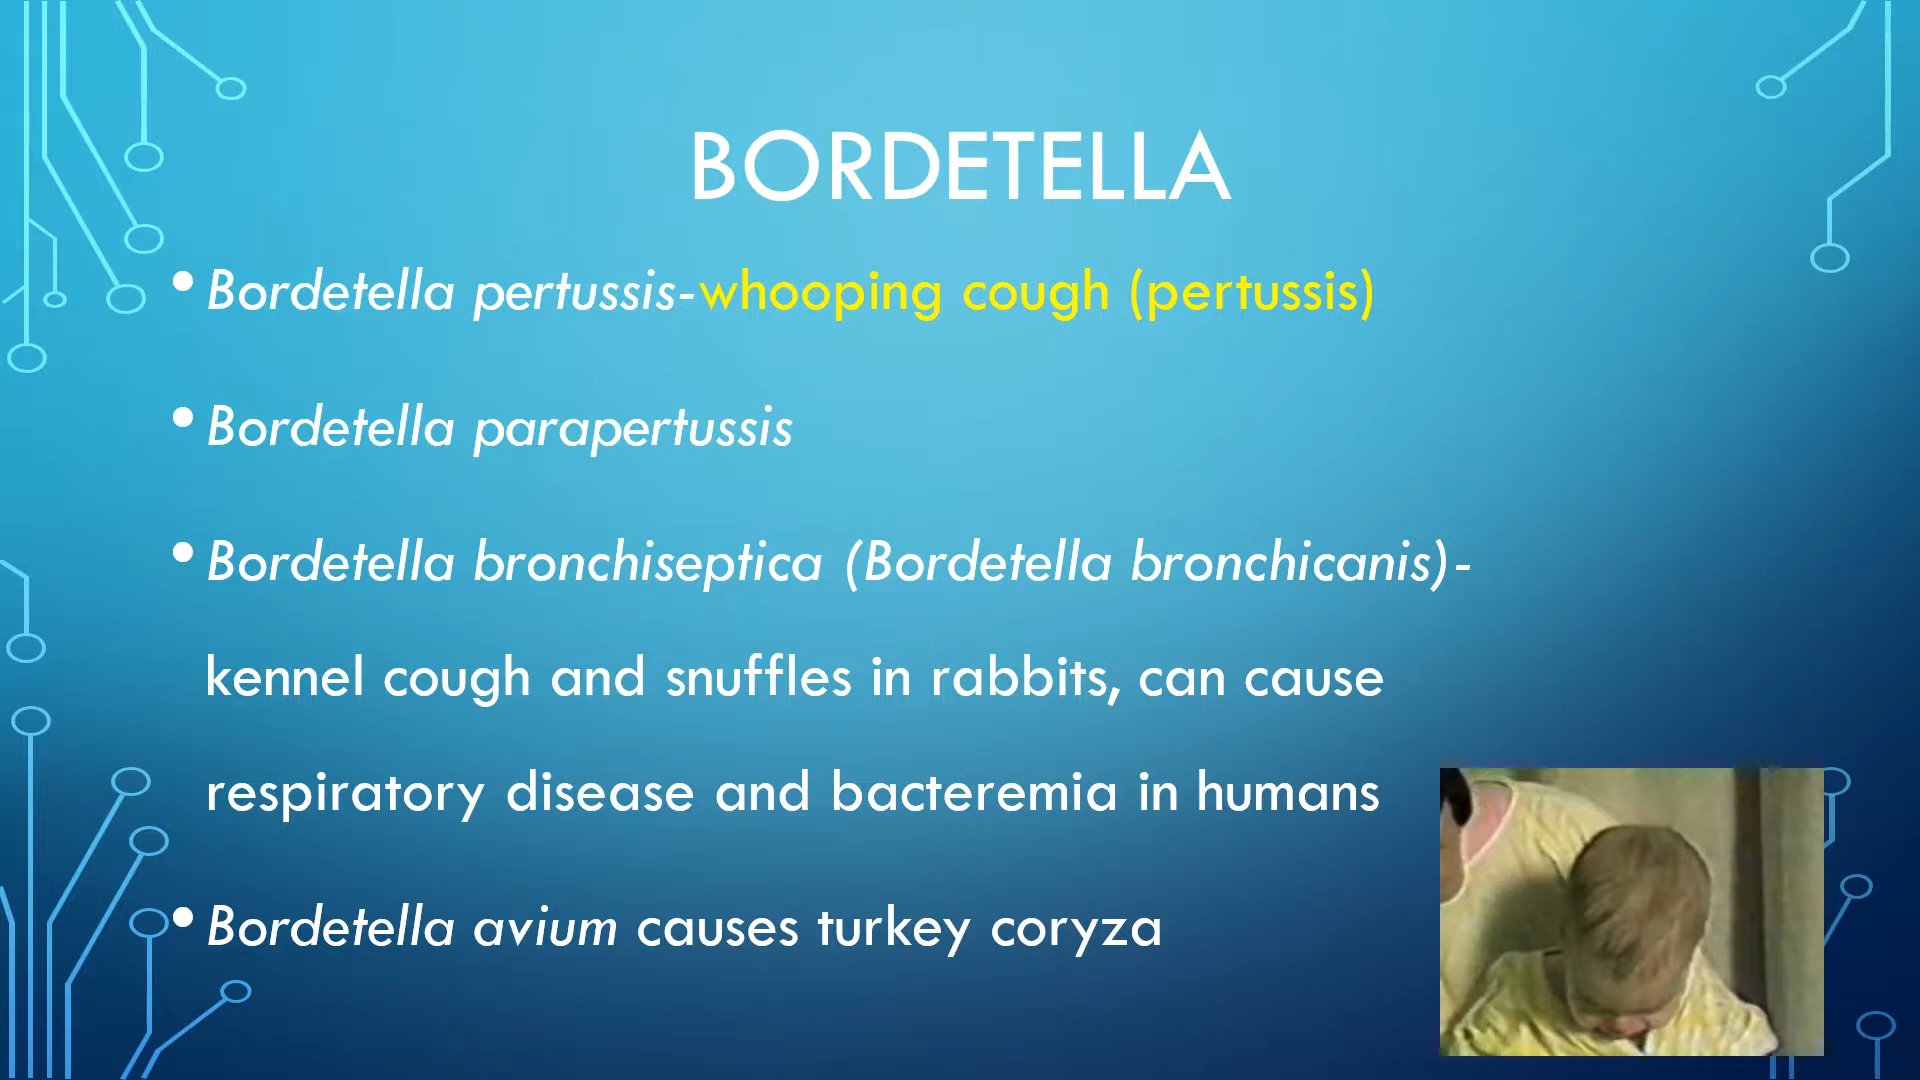 BORDETELLA
• Bordetella pertussis-whooping cough (pertussis)
• Bordetella parapertussis
• Bordetella bronchiseptica (Bordetella bronchicanis)-
kennel cough and snuffles in rabbits, can cause
respiratory disease and bacteremia in humans
• Bordetella avium causes turkey coryza